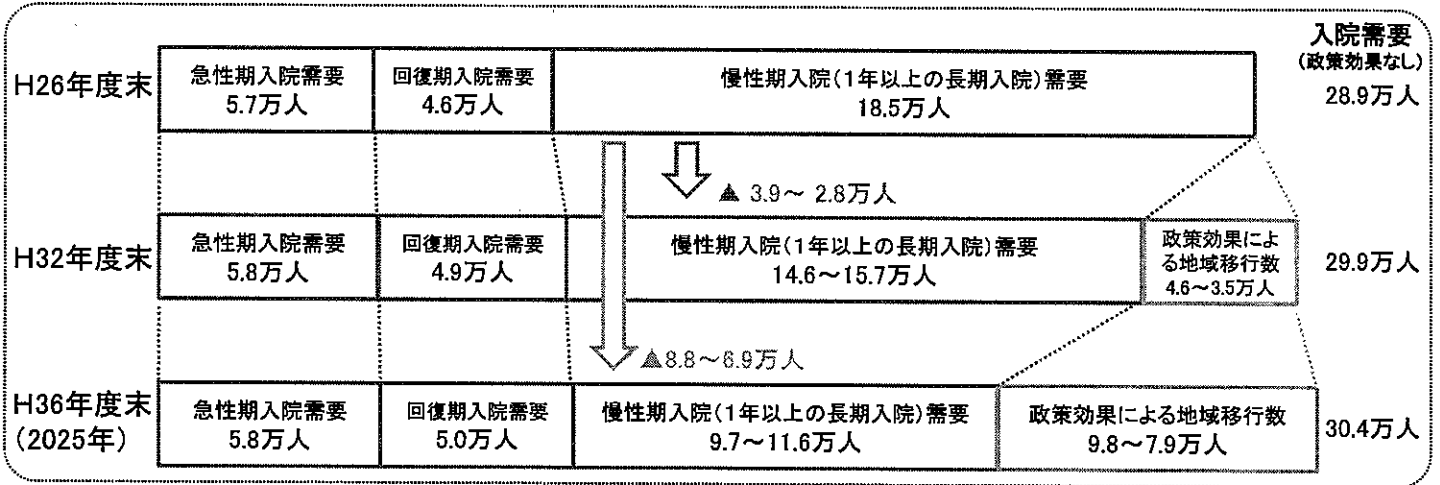 入院需要
(政策効果なし)
H26年度末
急性期入院需要
5.7万人
回復期入院需要
4.6万人
慢性期入院(1年以上の長期入院)需要
18.5万人
28.9万人
▲ 3.9～ 2.8万人
H32年度末
急性期入院需要
5.8万人
回復期入院需要
4.9万人
慢性期入院(1年以上の長期入院)需要
14.6～15.7万人
政策効果によ
る地域移行数
4.6～3.5万人
29.9万人
▲8.8～6.9万人
H36年度末
(2025年)
急性期入院需要
5.8万人
回復期入院需要
5.0万人
慢性期入院(1年以上の長期入院)需要
9.7～11.6万人
政策効果による地域移行数
9.8～7.9万人
30.4万人